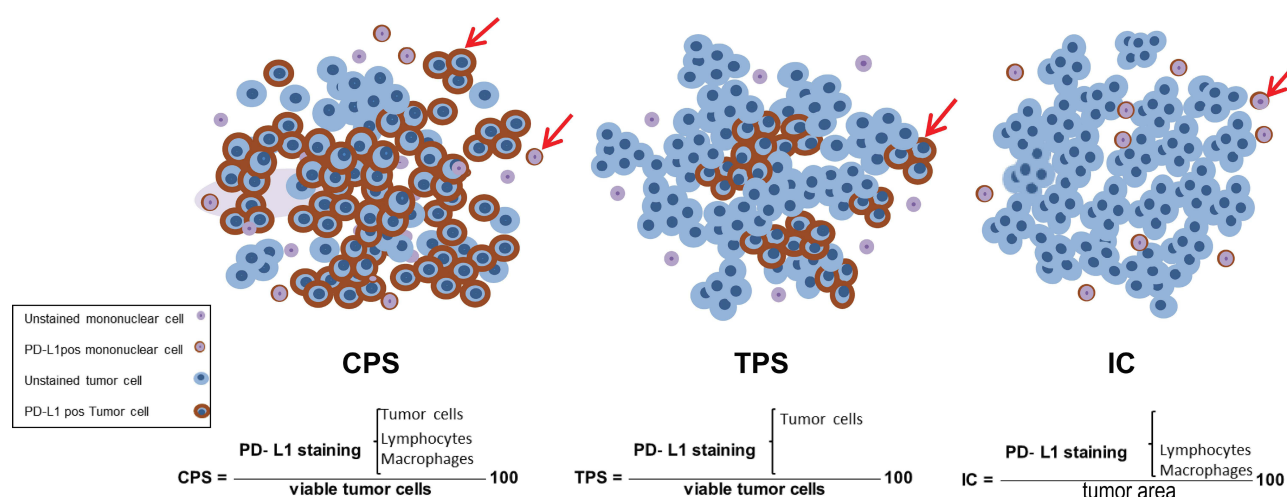 Unstained mononuclear cell
PD-L1pos mononuclear cell
Unstained tumor cell
PD-L1 pos Tumor cell
CPS
TPS
IC
CPS =
PD- L1 staining
Tumor cells
Lymphocytes
Macrophages
viable tumor cells
100
TPS =
PD- L1 staining
Tumor cells
viable tumor cells
100
IC =
PD- L1 staining
Lymphocytes
Macrophages
tumor area
100